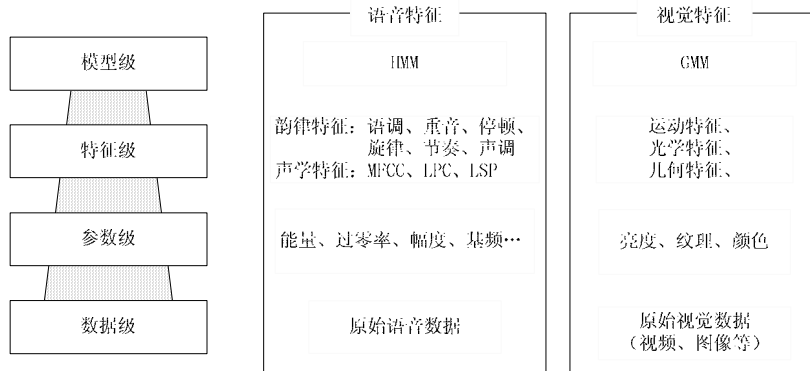 语音特征
视觉特征
模型级
HMM
GMM
特征级
韵律特征：语调、重音、停顿、
旋律、节奏、声调
声学特征：MFCC、LPC、LSP
运动特征、
光学特征、
几何特征、
参数级
能量、过零率、幅度、基频…
亮度、纹理、颜色
数据级
原始语音数据
原始视觉数据
（视频、图像等）